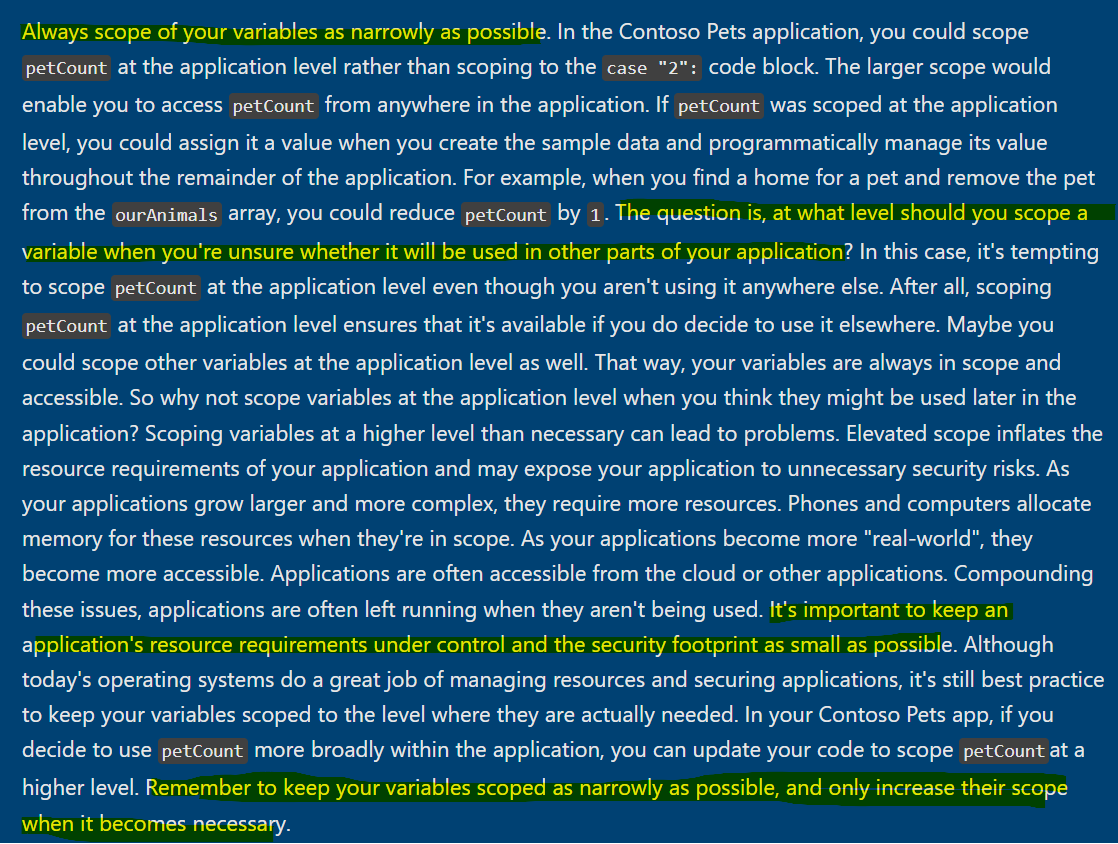 Always scope of your variables as narrowly as possible. In the Contoso Pets application, you could scope
petCount at the application level rather than scoping to the case "2": code block. The larger scope would
enable you to access petCount from anywhere in the application. If petCount was scoped at the application
level, you could assign it a value when you create the sample data and programmatically manage its value
throughout the remainder of the application. For example, when you find a home for a pet and remove the pet
from the ourAnimals array, you could reduce petCount by 1. The question is, at what level should you scope a
variable when you're unsure whether it will be used in other parts of your application? In this case, it's tempting
to scope petCount at the application level even though you aren't using it anywhere else. After all, scoping
petCount at the application level ensures that it's available if you do decide to use it elsewhere. Maybe you
could scope other variables at the application level as well. That way, your variables are always in scope and
accessible. So why not scope variables at the application level when you think they might be used later in the
application? Scoping variables at a higher level than necessary can lead to problems. Elevated scope inflates the
resource requirements of your application and may expose your application to unnecessary security risks. As
your applications grow larger and more complex, they require more resources. Phones and computers allocate
memory for these resources when they're in scope. As your applications become more "real-world", they
become more accessible. Applications are often accessible from the cloud or other applications. Compounding
these issues, applications are often left running when they aren't being used. It's important to keep an
application's resource requirements under control and the security footprint as small as possible. Although
today's operating systems do a great job of managing resources and securing applications, it's still best practice
to keep your variables scoped to the level where they are actually needed. In your Contoso Pets app, if you
decide to use petCount more broadly within the application, you can update your code to scope petCount at a
higher level. Remember to keep your variables scoped as narrowly as possible, and only increase their scope
when it becomes necessary.